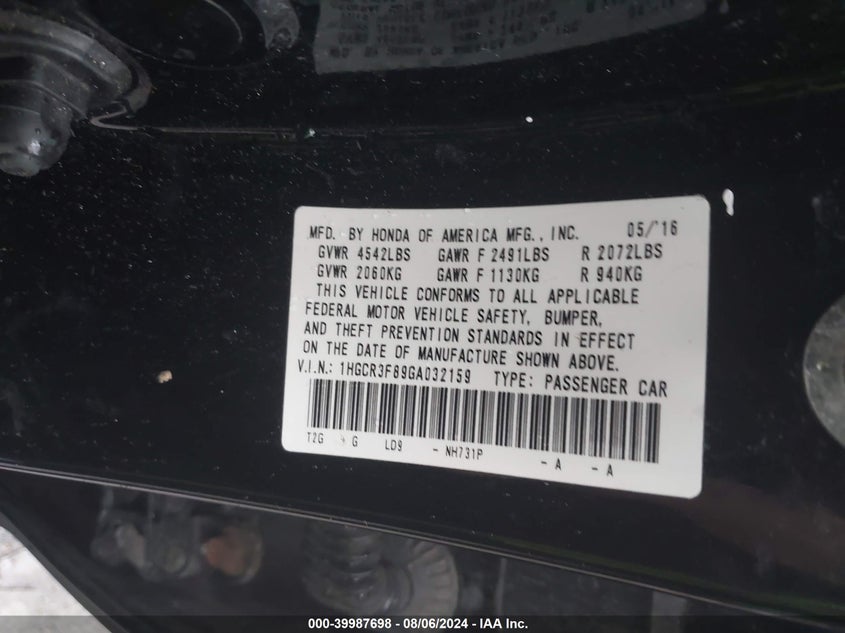 MFD. BY HONDA OF AMERICA MFG., INC. 05/'16
GVWR 4542LBS GAWR F 2491LBS R 2072LBS
GVWR 2060KG GAWR F 1130KG R 940KG
THIS VEHICLE CONFORMS TO ALL APPLICABLE
FEDERAL MOTOR VEHICLE SAFETY, BUMPER,
AND THEFT PREVENTION STANDARDS IN EFFECT
ON THE DATE OF MANUFACTURE SHOWN ABOVE.
V.I.N.: 1HGCR3F89GA032159 TYPE: PASSENGER CAR
T2G G LD9 - NH731P - A - A
000-39987698 - 08/06/2024 - IAA Inc.